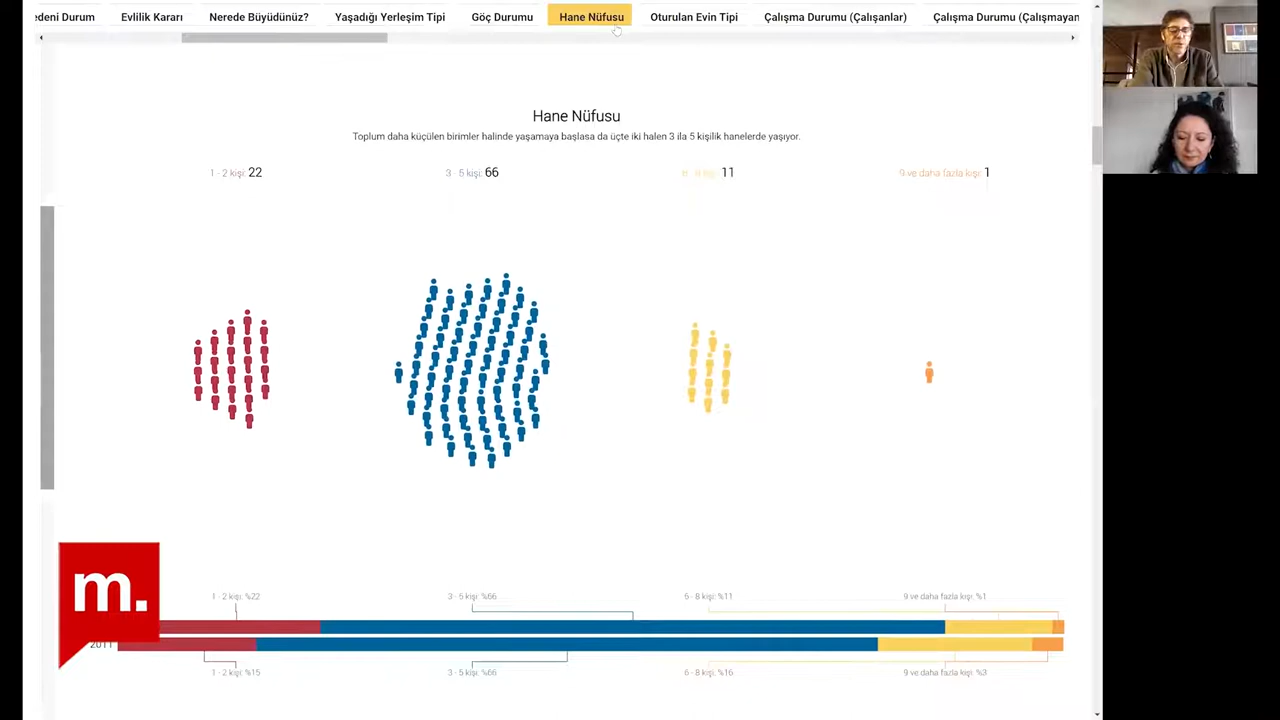 edeni Durum Evlilik Kararı Nerede Büyüdünüz? Yaşadığı Yerleşim Tipi Göç Durumu Hane Nüfusu Oturulan Evin Tipi Çalışma Durumu (Çalışanlar) Çalışma Durumu (Çalışmayan
Hane Nüfusu
Toplum daha küçülen birimler halinde yaşamaya başlasa da üçte iki halen 3 ila 5 kişilik hanelerde yaşıyor.
1 - 2 kişi: 22 3 - 5 kişi: 66 6 - 8 kişi: 11 9 ve daha fazla kişi: 1
m.
1 - 2 kişi: %22 3 - 5 kişi: %66 6 - 8 kişi: %11 9 ve daha fazla kişi: %1
2011
1 - 2 kişi: %15 3 - 5 kişi: %66 6 - 8 kişi: %16 9 ve daha fazla kişi: %3